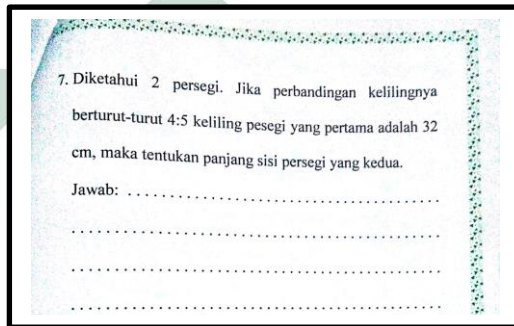 7. Diketahui 2 persegi. Jika perbandingan kelilingnya
berturut-turut 4:5 keliling pesegi yang pertama adalah 32
cm, maka tentukan panjang sisi persegi yang kedua.
Jawab: ........................................
................................................
................................................
................................................